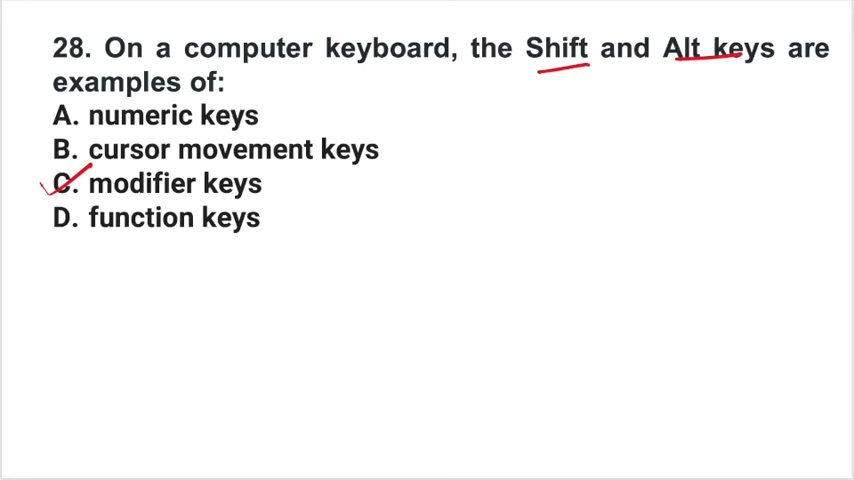 28. On a computer keyboard, the Shift and Alt keys are
examples of:
A. numeric keys
B. cursor movement keys
C. modifier keys
D. function keys